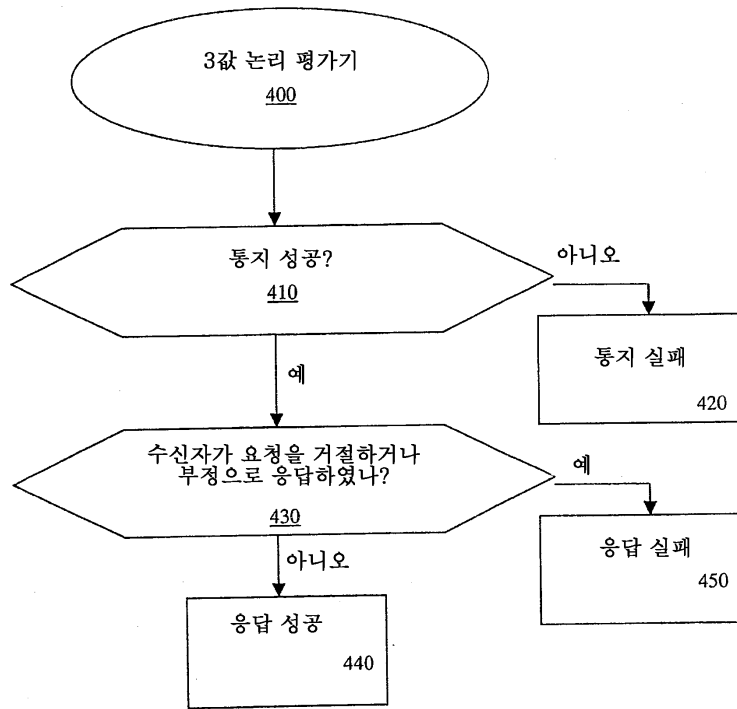 3값 논리 평가기
400
통지 성공?
410
아니오
통지 실패
420
예
수신자가 요청을 거절하거나
부정으로 응답하였나?
430
예
응답 실패
450
아니오
응답 성공
440